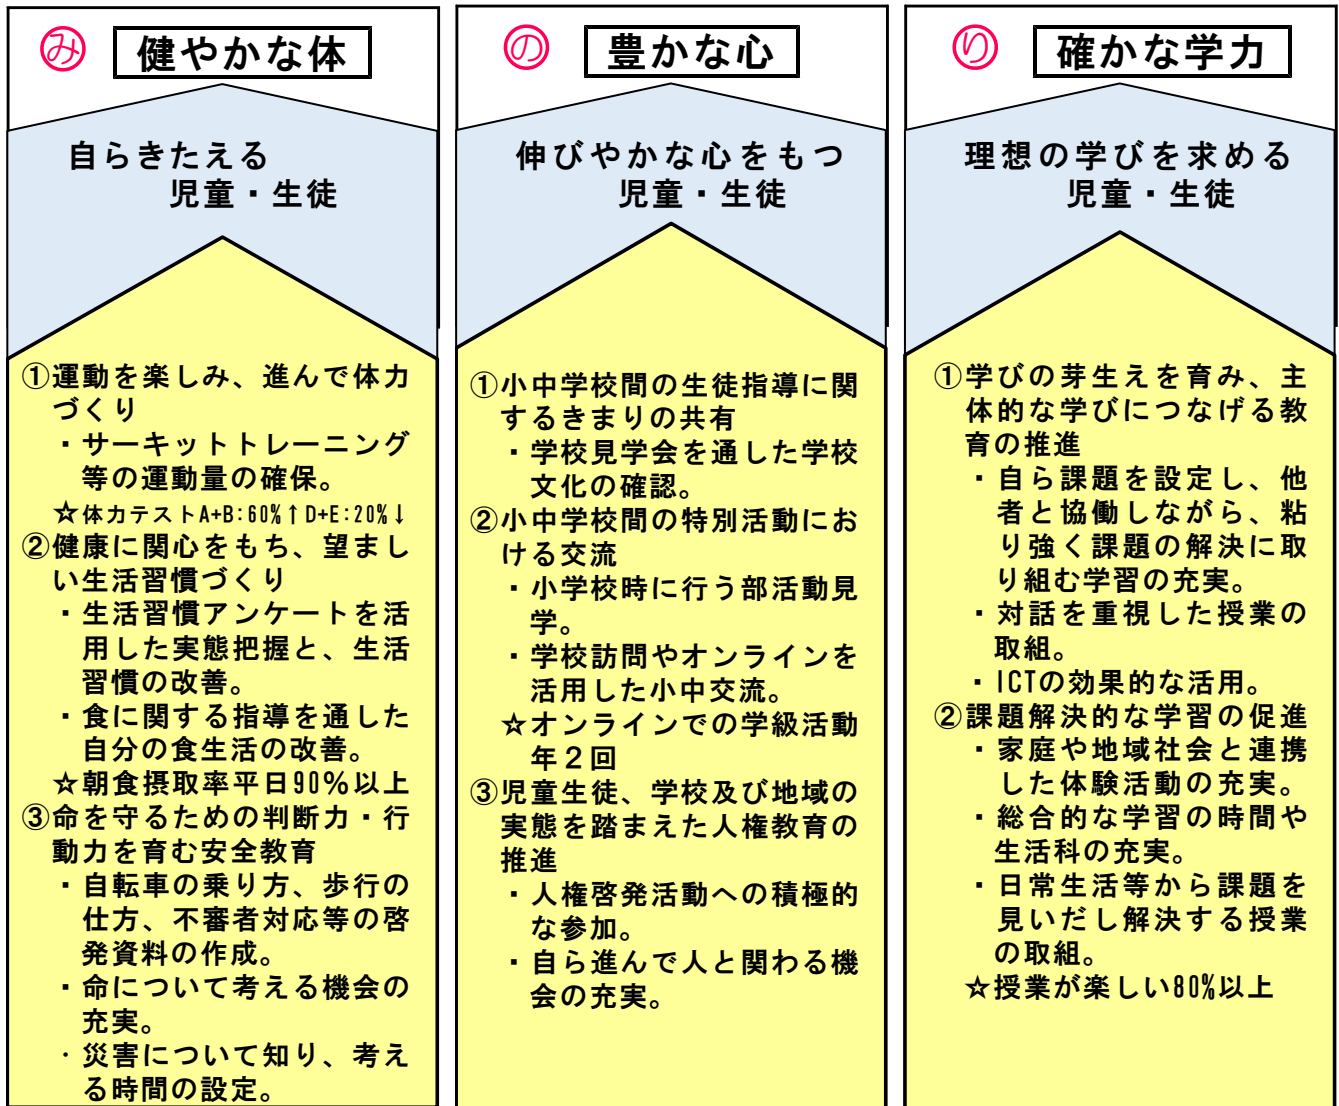 み 健やかな体
自らきたえる
児童・生徒
①運動を楽しみ、進んで体力
づくり
・サーキットトレーニング
等の運動量の確保。
☆体力テストA+B:60%↑D+E:20%↓
②健康に関心をもち、望まし
い生活習慣づくり
・生活習慣アンケートを活
用した実態把握と、生活
習慣の改善。
・食に関する指導を通した
自分の食生活の改善。
☆朝食摂取率平日90%以上
③命を守るための判断力・行
動力を育む安全教育
・自転車の乗り方、歩行の
仕方、不審者対応等の啓
発資料の作成。
・命について考える機会の
充実。
・災害について知り、考え
る時間の設定。
の 豊かな心
伸びやかな心をもつ
児童・生徒
①小中学校間の生徒指導に関
するきまりの共有
・学校見学会を通した学校
文化の確認。
②小中学校間の特別活動にお
ける交流
・小学校時に行う部活動見
学。
・学校訪問やオンラインを
活用した小中交流。
☆オンラインでの学級活動
年２回
③児童生徒、学校及び地域の
実態を踏まえた人権教育の
推進
・人権啓発活動への積極的
な参加。
・自ら進んで人と関わる機
会の充実。
り 確かな学力
理想の学びを求める
児童・生徒
①学びの芽生えを育み、主
体的な学びにつなげる教
育の推進
・自ら課題を設定し、他
者と協働しながら、粘
り強く課題の解決に取
り組む学習の充実。
・対話を重視した授業の
取組。
・ICTの効果的な活用。
②課題解決的な学習の促進
・家庭や地域社会と連携
した体験活動の充実。
・総合的な学習の時間や
生活科の充実。
・日常生活等から課題を
見いだし解決する授業
の取組。
☆授業が楽しい80%以上